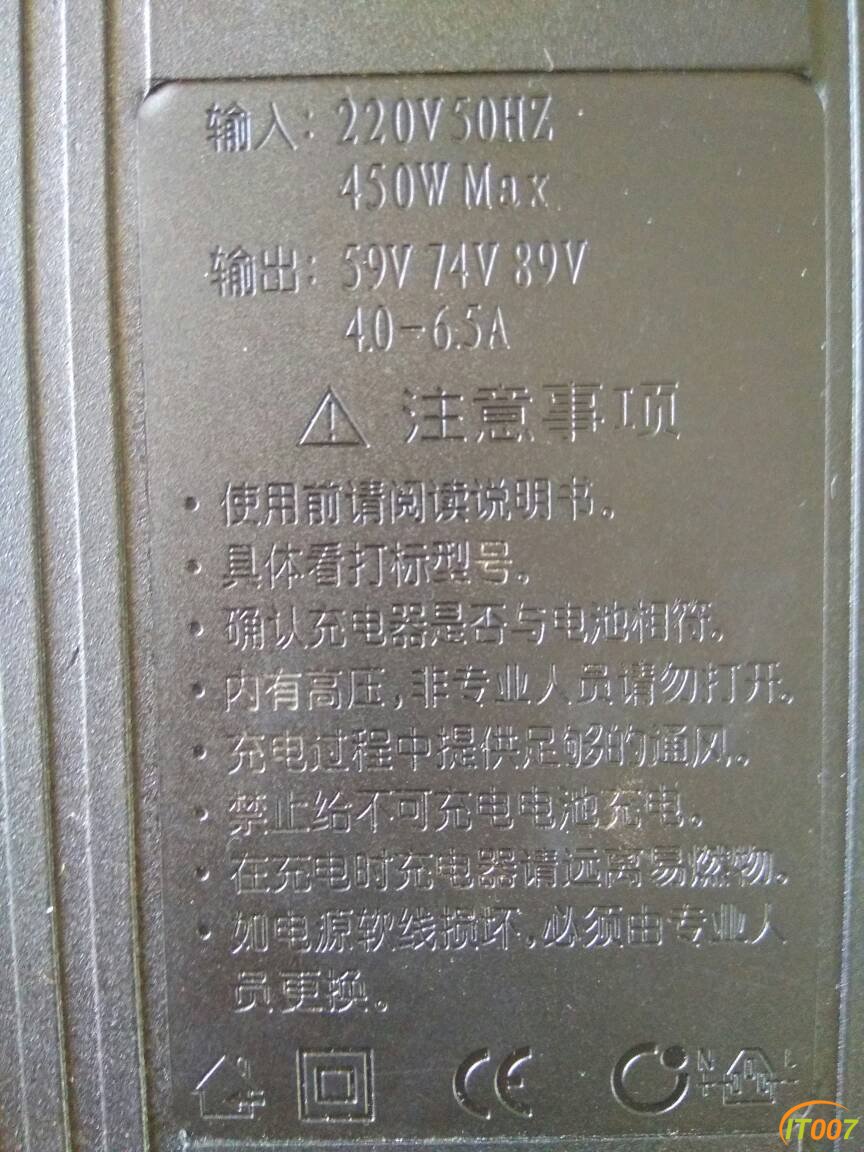 输入：220V 50HZ
450W Max
输出：59V 74V 89V
4.0-6.5A
注意事项
· 使用前请阅读说明书。
· 具体看打标型号。
· 确认充电器是否与电池相符。
· 内有高压，非专业人员请勿打开。
· 充电过程中提供足够的通风。
· 禁止给不可充电电池充电。
· 在充电时充电器请远离易燃物。
· 如电源软线损坏，必须由专业人
员更换。
CE N L
IT007